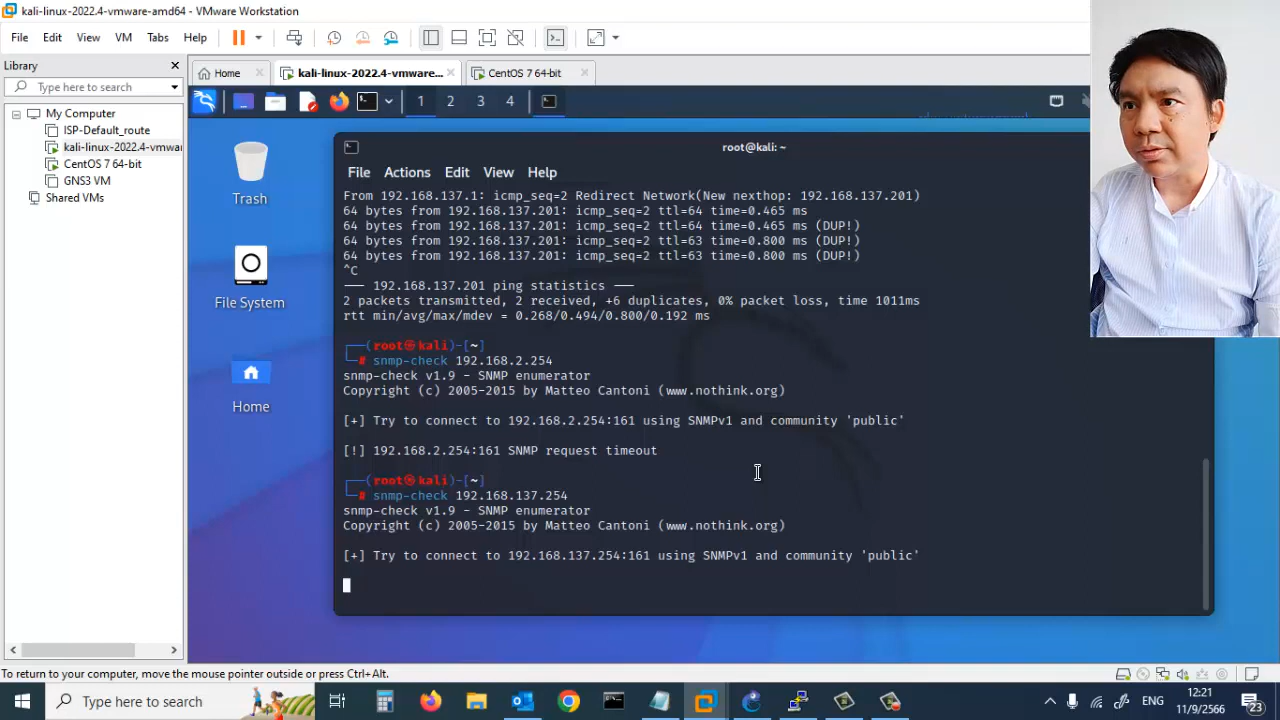 kali-linux-2022.4-vmware-amd64 - VMware Workstation
File Edit View VM Tabs Help
Library
Type here to search
My Computer
ISP-Default_route
kali-linux-2022.4-vmwar
CentOS 7 64-bit
GNS3 VM
Shared VMs
Home
kali-linux-2022.4-vmware...
CentOS 7 64-bit
1 2 3 4
Trash
File System
Home
root@kali: ~
File Actions Edit View Help
From 192.168.137.1: icmp_seq=2 Redirect Network(New nexthop: 192.168.137.201)
64 bytes from 192.168.137.201: icmp_seq=2 ttl=64 time=0.465 ms
64 bytes from 192.168.137.201: icmp_seq=2 ttl=64 time=0.465 ms (DUP!)
64 bytes from 192.168.137.201: icmp_seq=2 ttl=63 time=0.800 ms (DUP!)
64 bytes from 192.168.137.201: icmp_seq=2 ttl=63 time=0.800 ms (DUP!)
^C
--- 192.168.137.201 ping statistics ---
2 packets transmitted, 2 received, +6 duplicates, 0% packet loss, time 1011ms
rtt min/avg/max/mdev = 0.268/0.494/0.800/0.192 ms
┌──(root㉿kali)-[~]
└─# snmp-check 192.168.2.254
snmp-check v1.9 - SNMP enumerator
Copyright (c) 2005-2015 by Matteo Cantoni (www.nothink.org)
[+] Try to connect to 192.168.2.254:161 using SNMPv1 and community 'public'
[!] 192.168.2.254:161 SNMP request timeout
┌──(root㉿kali)-[~]
└─# snmp-check 192.168.137.254
snmp-check v1.9 - SNMP enumerator
Copyright (c) 2005-2015 by Matteo Cantoni (www.nothink.org)
[+] Try to connect to 192.168.137.254:161 using SNMPv1 and community 'public'
To return to your computer, move the mouse pointer outside or press Ctrl+Alt.
Type here to search
ENG
12:21
11/9/2566
23